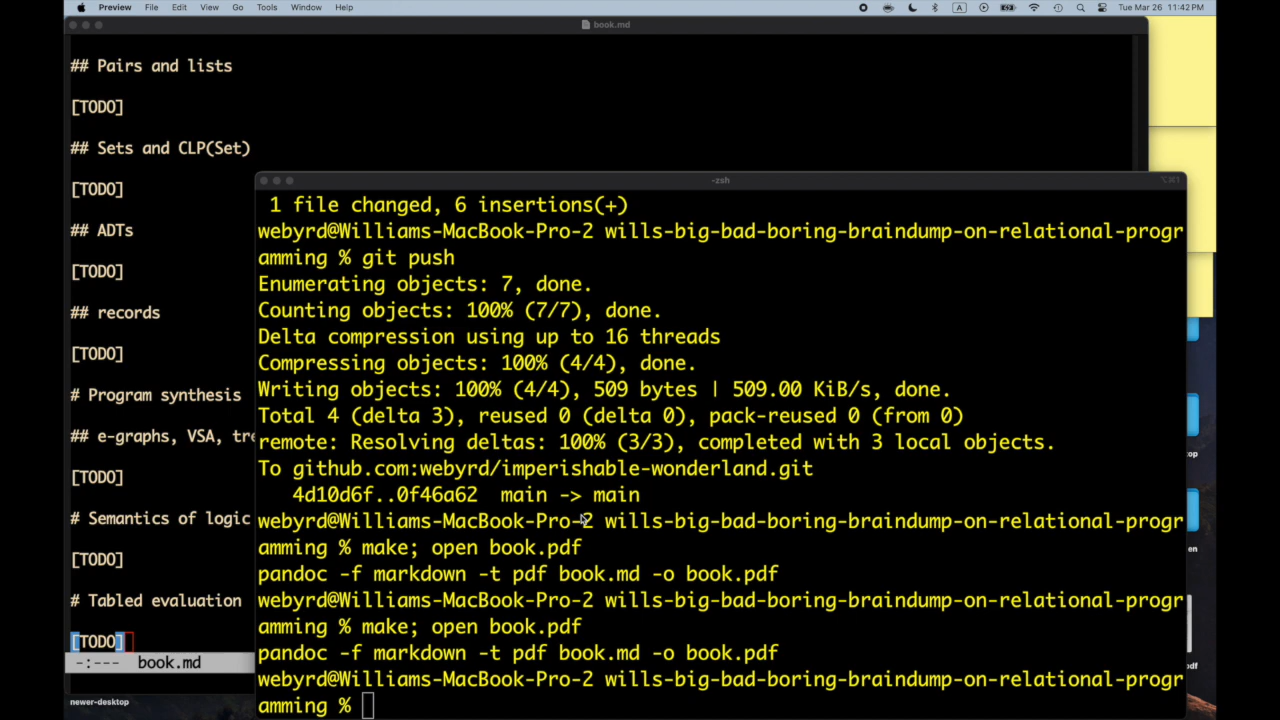 Preview File Edit View Go Tools Window Help
A
Tue Mar 26 11:42 PM
book.md
## Pairs and lists
[TODO]
## Sets and CLP(Set)
[TODO]
## ADTs
[TODO]
## records
[TODO]
# Program synthesis
## e-graphs, VSA, tre
[TODO]
# Semantics of logic
[TODO]
# Tabled evaluation
[TODO]
-:--- book.md
newer-desktop
-zsh
1 file changed, 6 insertions(+)
webyrd@Williams-MacBook-Pro-2 wills-big-bad-boring-braindump-on-relational-progr
amming % git push
Enumerating objects: 7, done.
Counting objects: 100% (7/7), done.
Delta compression using up to 16 threads
Compressing objects: 100% (4/4), done.
Writing objects: 100% (4/4), 509 bytes | 509.00 KiB/s, done.
Total 4 (delta 3), reused 0 (delta 0), pack-reused 0 (from 0)
remote: Resolving deltas: 100% (3/3), completed with 3 local objects.
To github.com:webyrd/imperishable-wonderland.git
4d10d6f..0f46a62 main -> main
webyrd@Williams-MacBook-Pro-2 wills-big-bad-boring-braindump-on-relational-progr
amming % make; open book.pdf
pandoc -f markdown -t pdf book.md -o book.pdf
webyrd@Williams-MacBook-Pro-2 wills-big-bad-boring-braindump-on-relational-progr
amming % make; open book.pdf
pandoc -f markdown -t pdf book.md -o book.pdf
webyrd@Williams-MacBook-Pro-2 wills-big-bad-boring-braindump-on-relational-progr
amming %
top
en
pdf